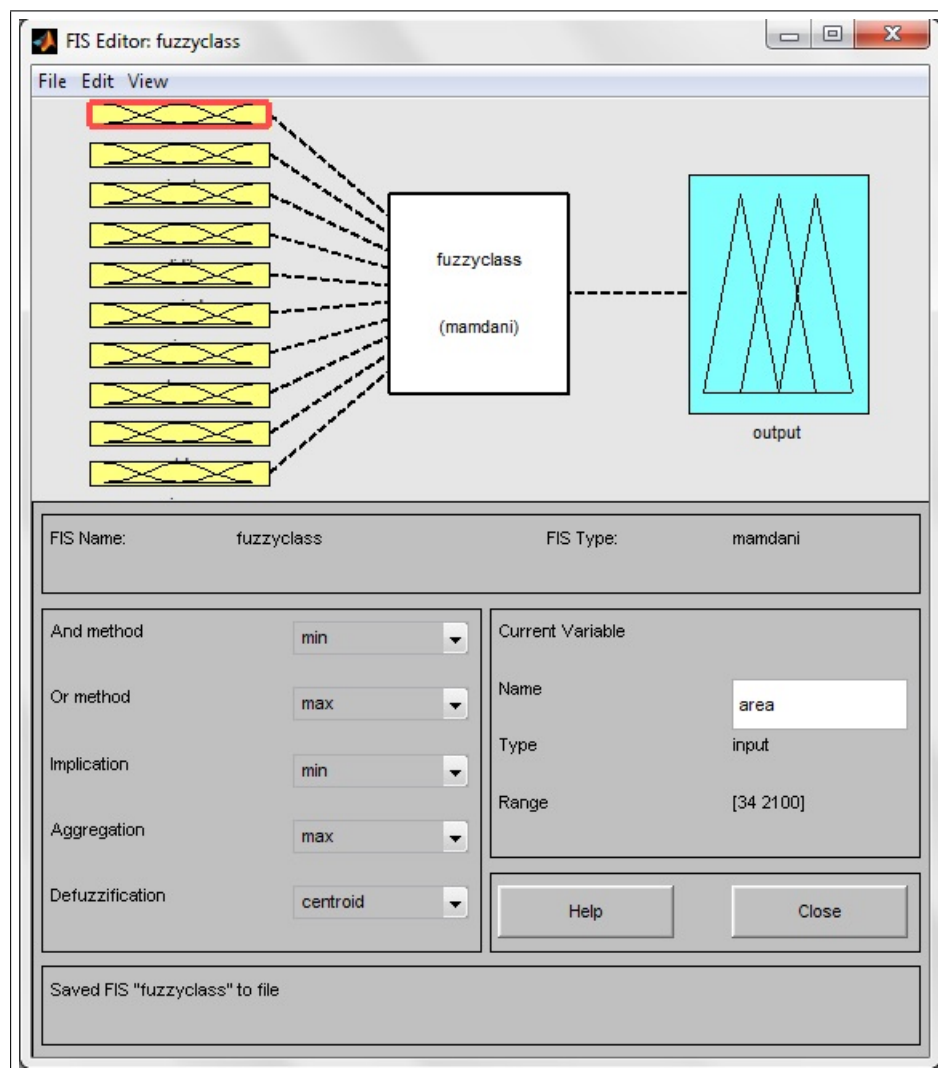 FIS Editor: fuzzyclass
File Edit View
fuzzyclass
(mamdani)
output
FIS Name: fuzzyclass FIS Type: mamdani
And method min
Or method max
Implication min
Aggregation max
Defuzzification centroid
Current Variable
Name area
Type input
Range [34 2100]
Help Close
Saved FIS "fuzzyclass" to file